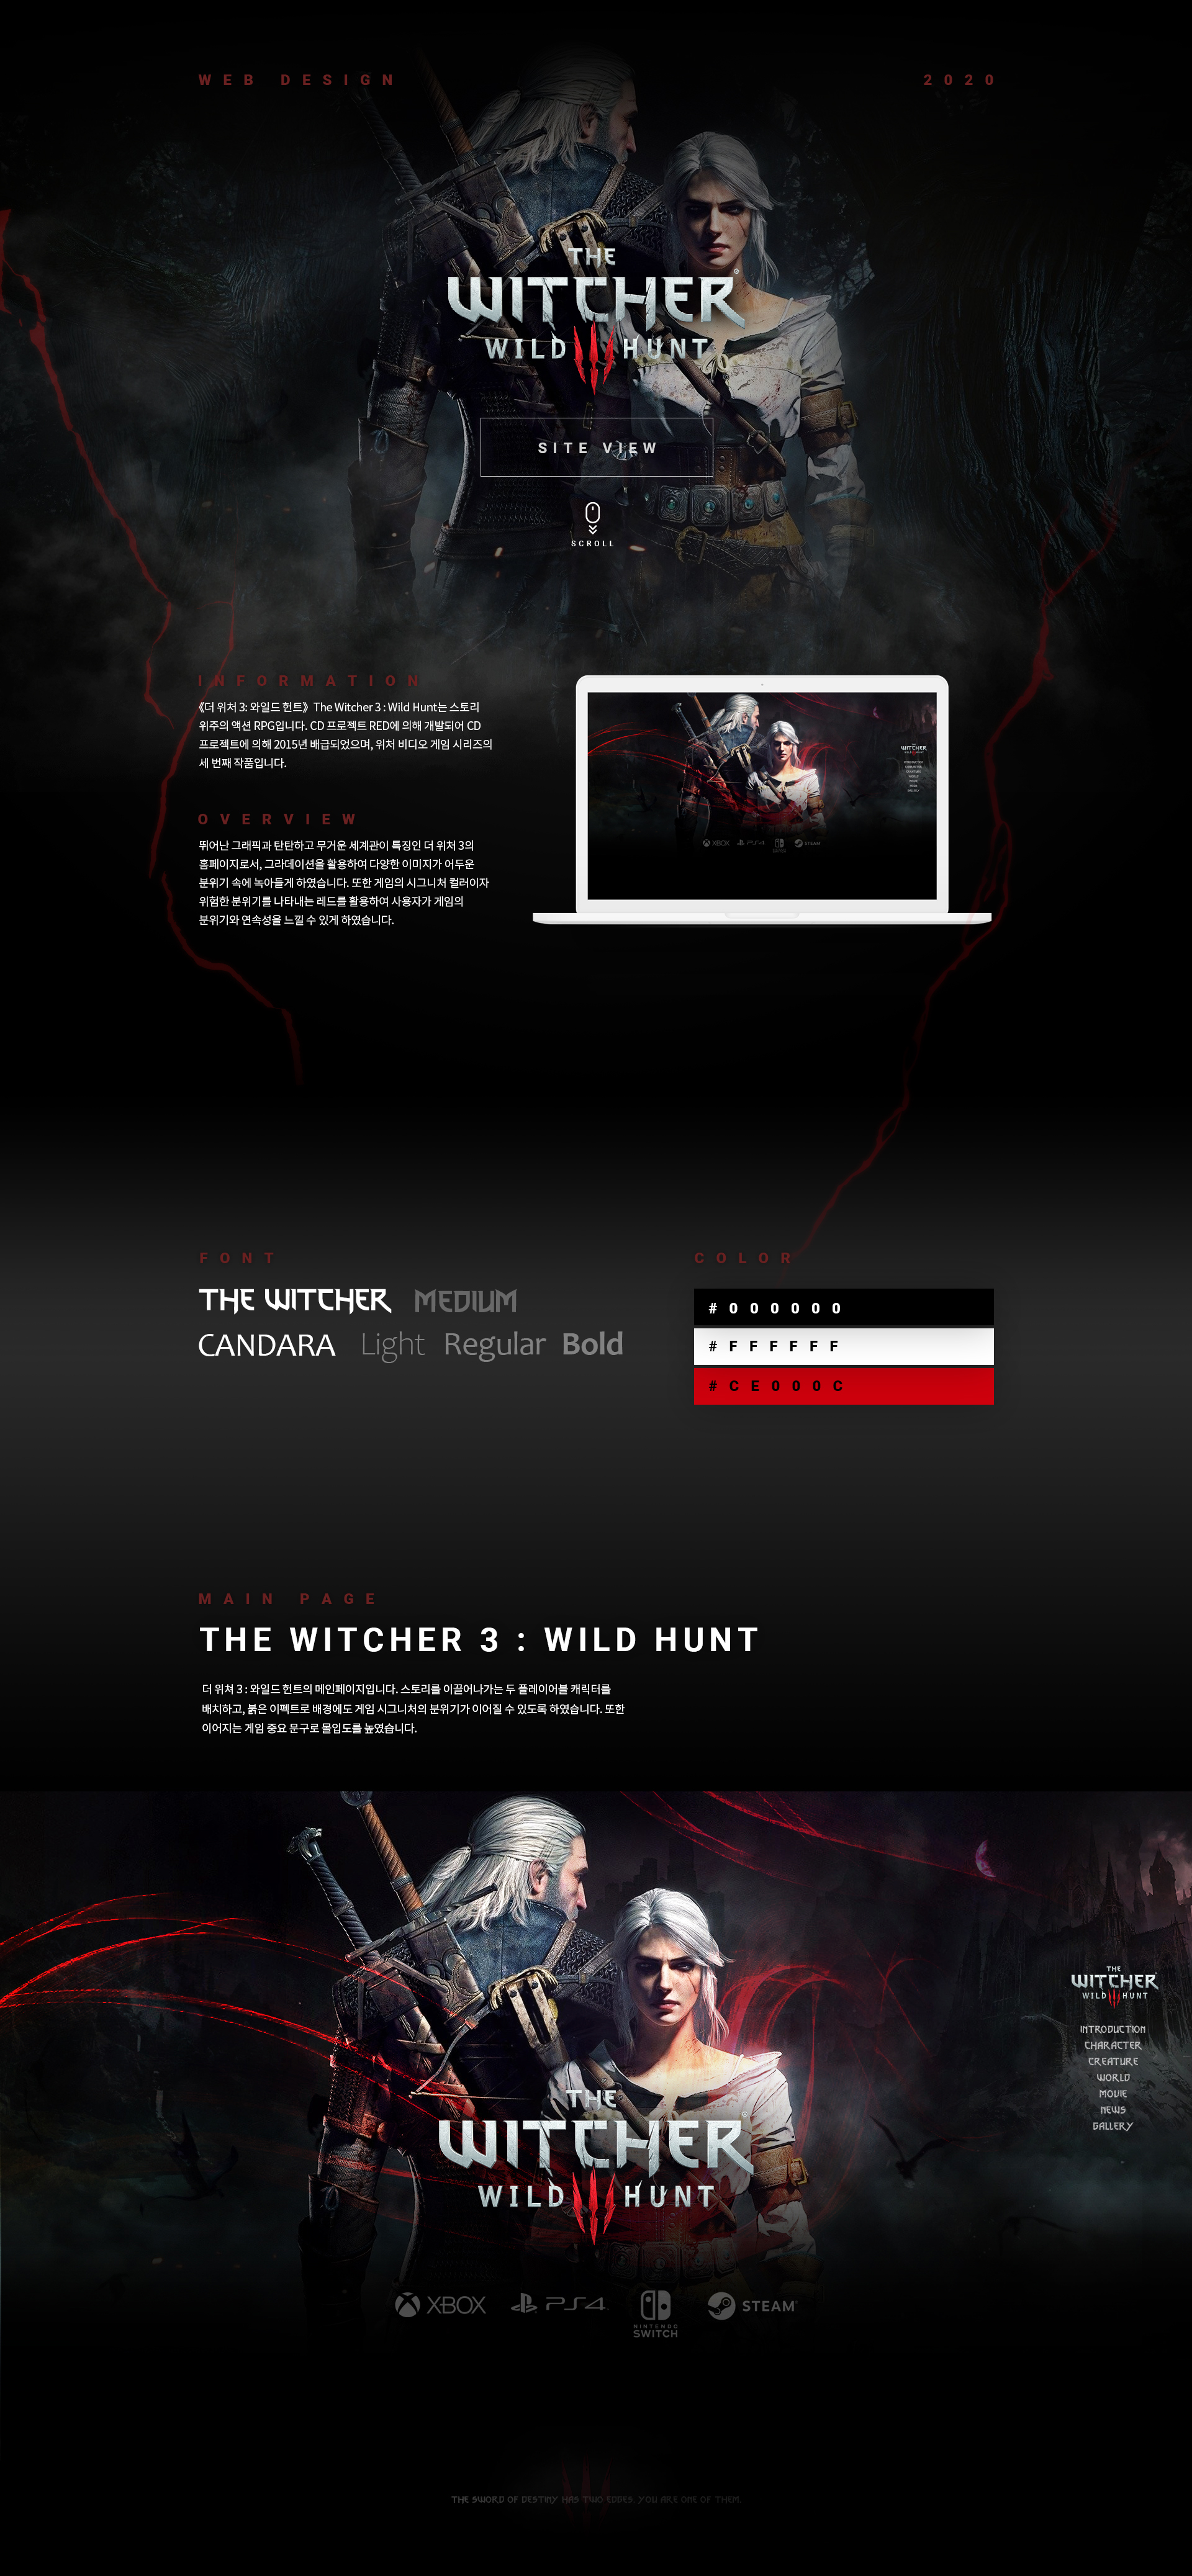 WEB DESIGN
2020
THE
WITCHER
WILD HUNT
SITE VIEW
SCROLL
INFORMATION
《더 위처 3: 와일드 헌트》 The Witcher 3 : Wild Hunt는 스토리
위주의 액션 RPG입니다. CD 프로젝트 RED에 의해 개발되어 CD
프로젝트에 의해 2015년 배급되었으며, 위처 비디오 게임 시리즈의
세 번째 작품입니다.
OVERVIEW
뛰어난 그래픽과 탄탄하고 무거운 세계관이 특징인 더 위처 3의
홈페이지로서, 그라데이션을 활용하여 다양한 이미지가 어두운
분위기 속에 녹아들게 하였습니다. 또한 게임의 시그니처 컬러이자
위험한 분위기를 나타내는 레드를 활용하여 사용자가 게임의
분위기와 연속성을 느낄 수 있게 하였습니다.
WITCHER
XBOX PS4 STEAM
FONT
THE WITCHER MEDIUM
CANDARA Light Regular Bold
COLOR
#000000
#FFFFFF
#CE000C
MAIN PAGE
THE WITCHER 3 : WILD HUNT
더 위쳐 3 : 와일드 헌트의 메인페이지입니다. 스토리를 이끌어나가는 두 플레이어블 캐릭터를
배치하고, 붉은 이펙트로 배경에도 게임 시그니처의 분위기가 이어질 수 있도록 하였습니다. 또한
이어지는 게임 중요 문구로 몰입도를 높였습니다.
THE
WITCHER
WILD HUNT
INTRODUCTION
CHARACTER
CREATURE
WORLD
MOVIE
NEWS
GALLERY
THE
WITCHER
WILD HUNT
XBOX PS4 NINTENDO SWITCH STEAM
THE SWORD OF DESTINY HAS TWO EDGES. YOU ARE ONE OF THEM.